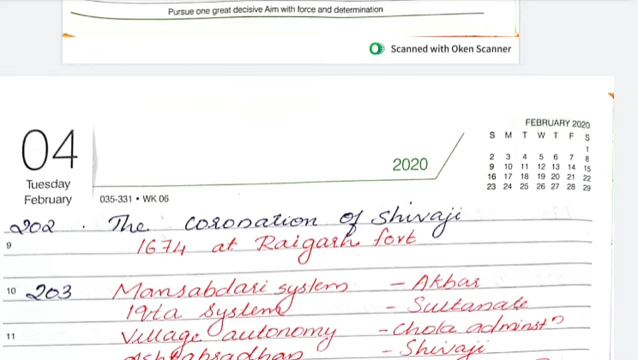 Pursue one great decisive Aim with force and determination
Scanned with Oken Scanner
04
Tuesday
February
035-331 • WK 06
2020
FEBRUARY 2020
S M T W T F S
1
2 3 4 5 6 7 8
9 10 11 12 13 14 15
16 17 18 19 20 21 22
23 24 25 26 27 28 29
202. The coronation of Shivaji
9
1674 at Raigarh fort
10 203 Mansabdari system - Akbar
Iqta System - Sultanate
11 Village autonomy - Chola adminstn
Ashtapradhan - Shivaji